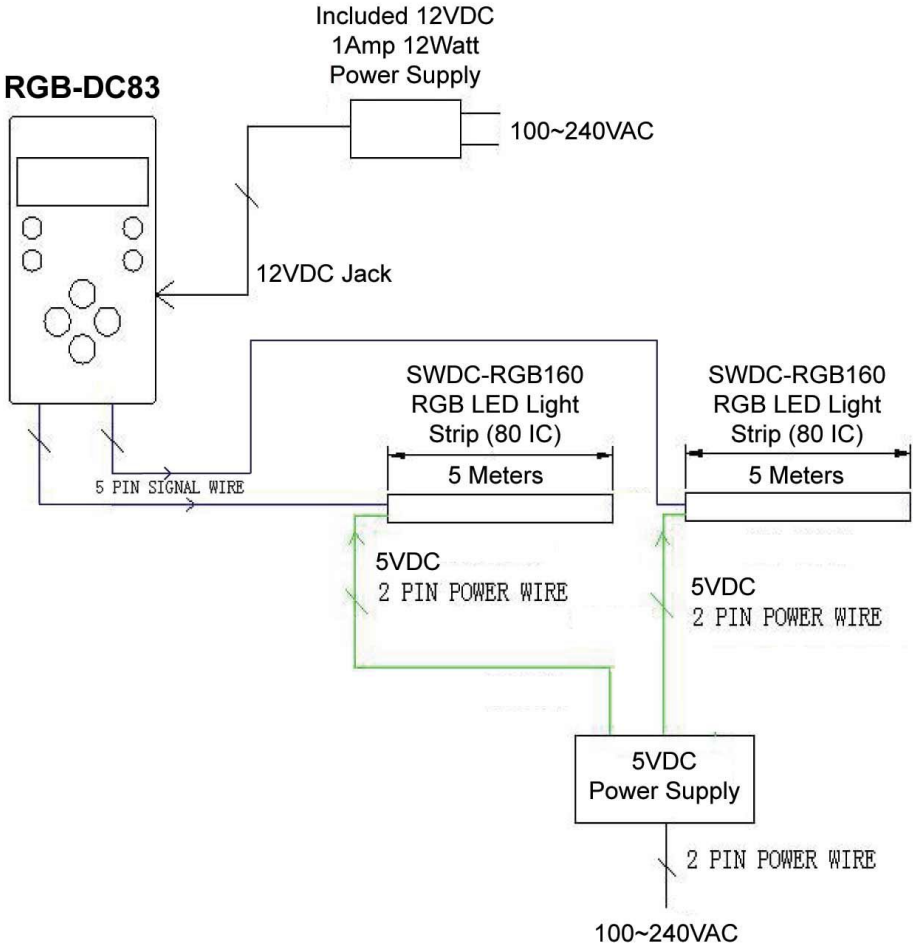 Included 12VDC
1Amp 12Watt
Power Supply
RGB-DC83
100~240VAC
12VDC Jack
SWDC-RGB160
RGB LED Light
Strip (80 IC)
5 Meters
SWDC-RGB160
RGB LED Light
Strip (80 IC)
5 Meters
5 PIN SIGNAL WIRE
5VDC
2 PIN POWER WIRE
5VDC
2 PIN POWER WIRE
5VDC
Power Supply
2 PIN POWER WIRE
100~240VAC